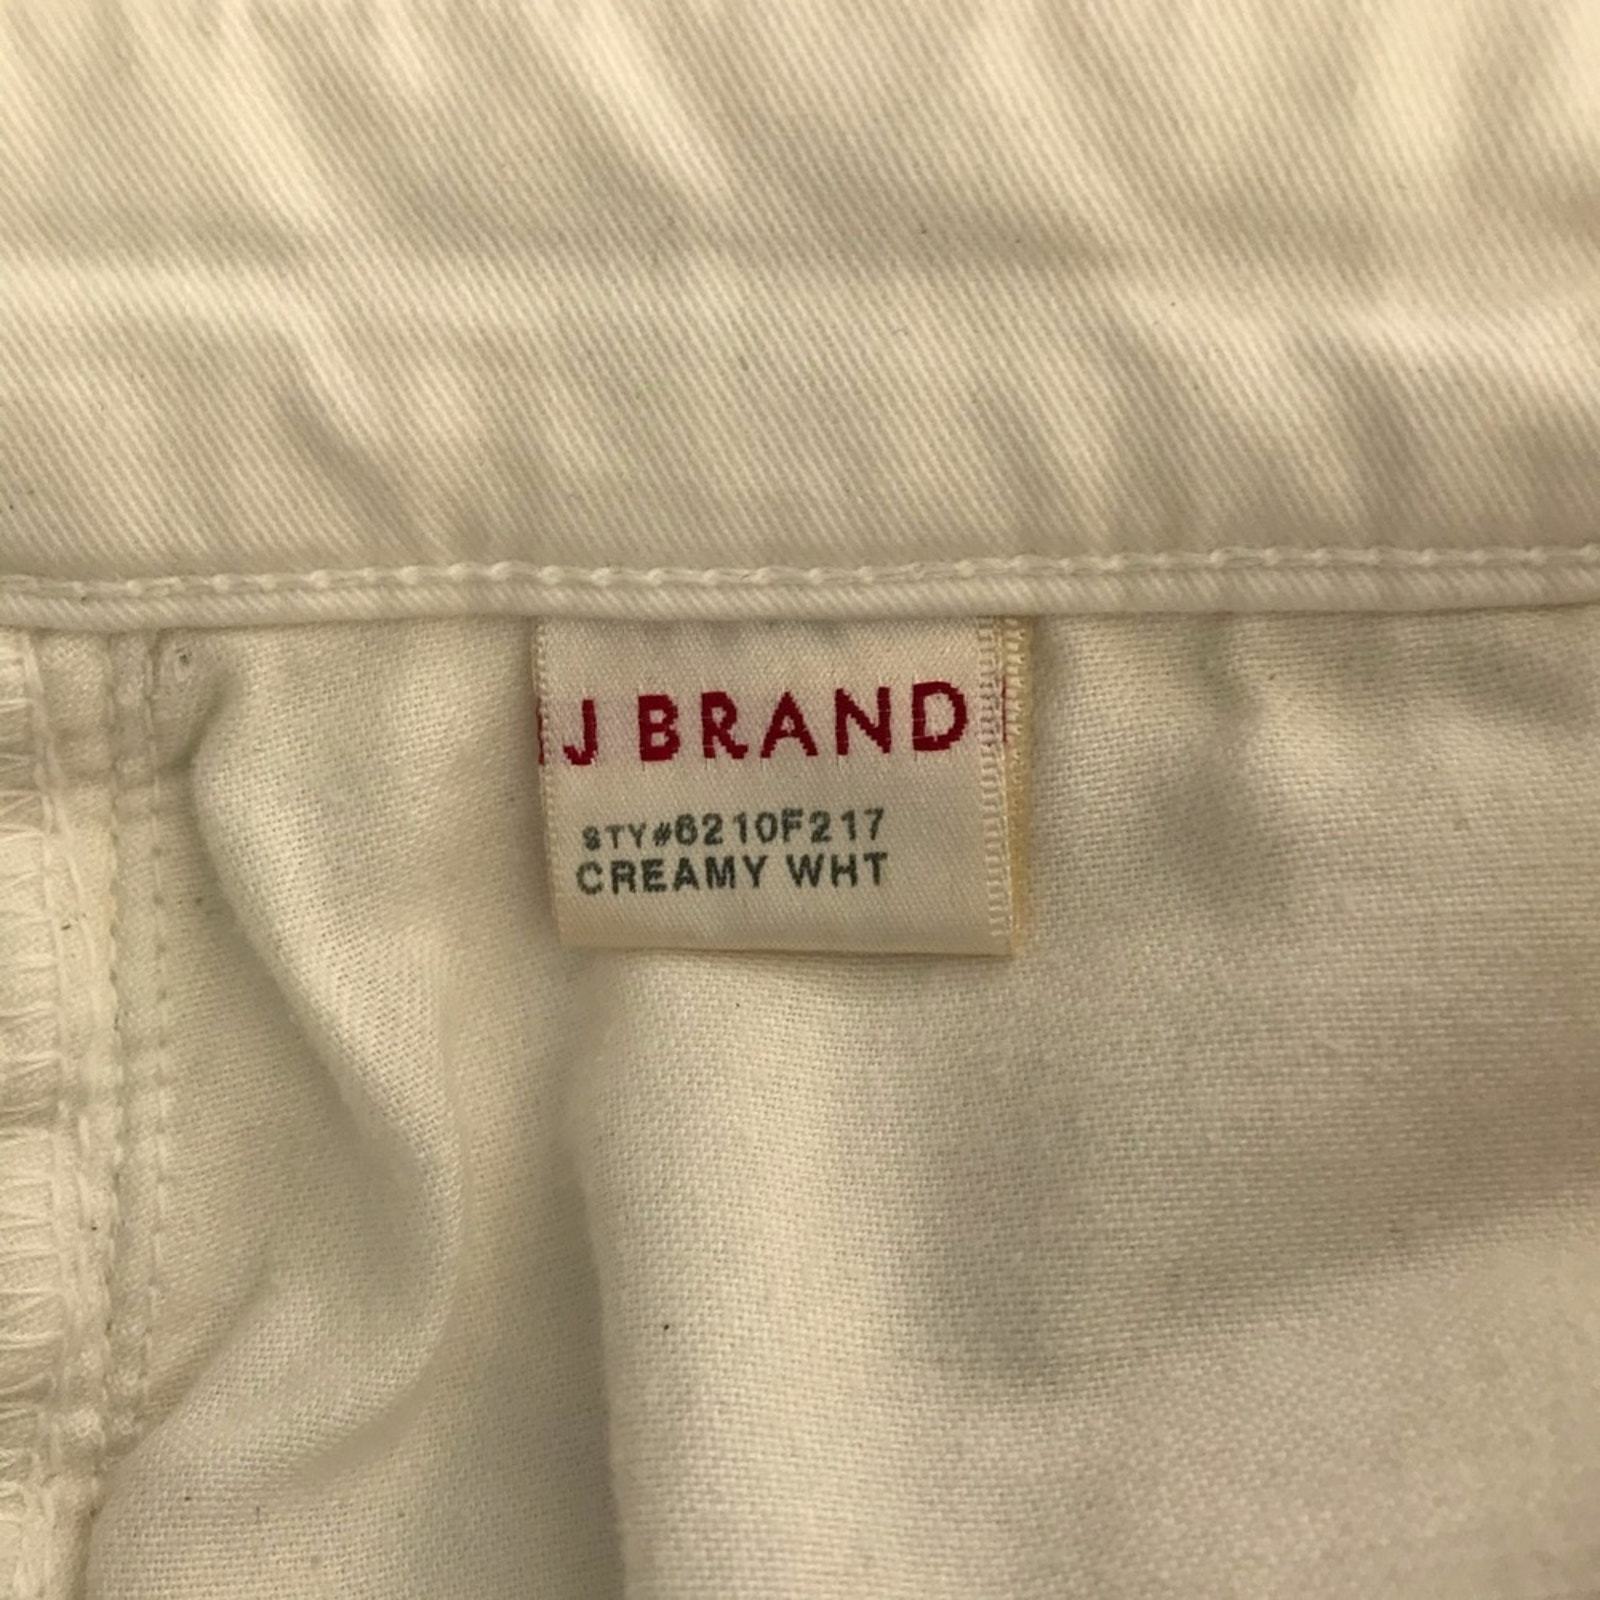 J BRAND
STY#6210F217
CREAMY WHT